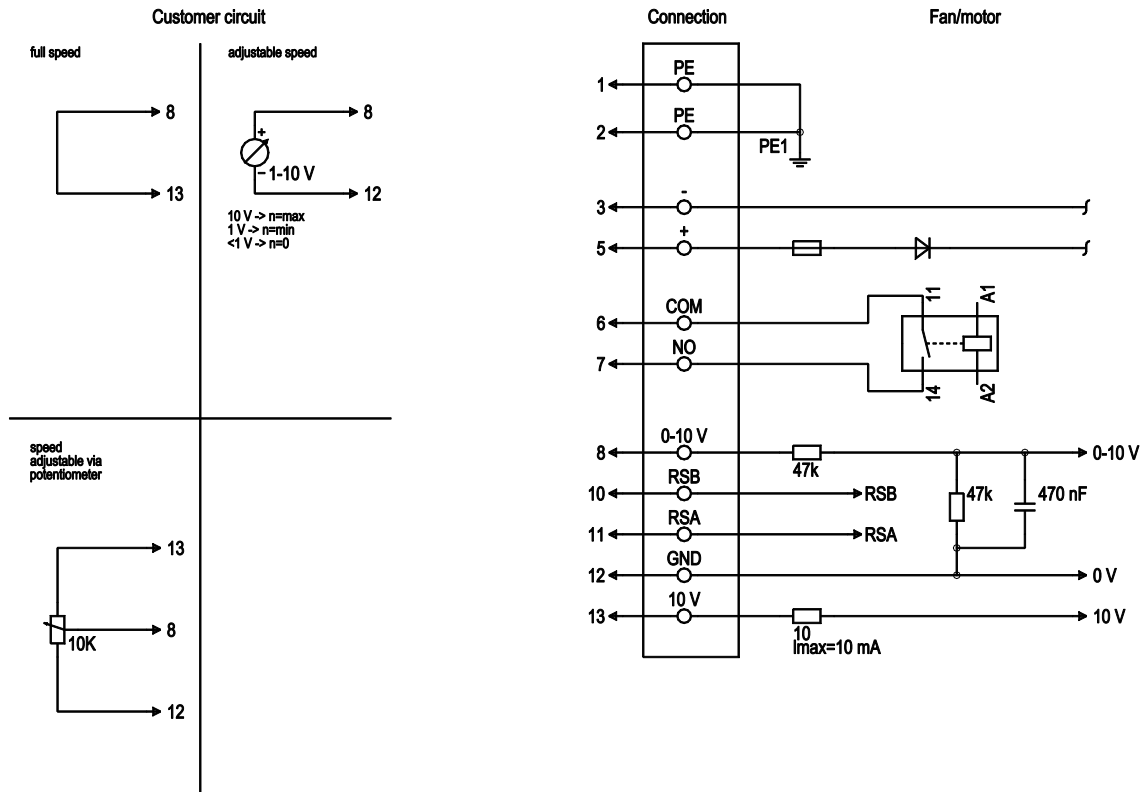 Customer circuit
Connection
Fan/motor
full speed
8
13
adjustable speed
8
+
–
1-10 V
12
10 V -> n=max
1 V -> n=min
<1 V -> n=0
speed
adjustable via
potentiometer
13
8
10K
12
1
PE
2
PE
PE1
3
-
5
+
6
COM
7
NO
11
14
A1
A2
8
0-10 V
47k
0-10 V
10
RSB
RSB
47k
470 nF
11
RSA
RSA
12
GND
0 V
13
10 V
10
Imax=10 mA
10 V